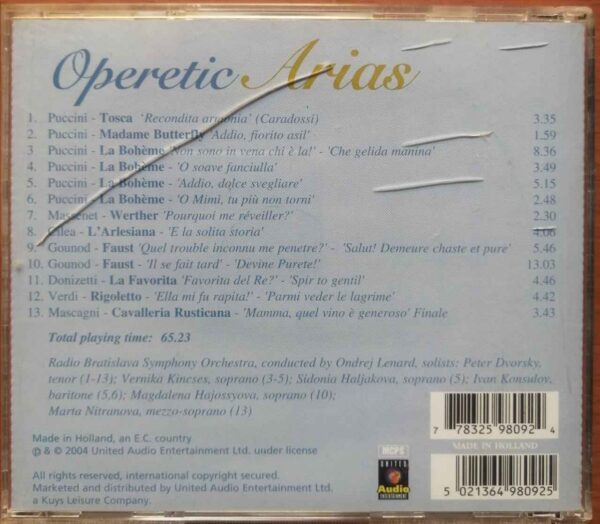 Operetic Arias
1. Puccini - Tosca 'Recondita armonia' (Caradossi) 3.35
2. Puccini - Madame Butterfly 'Addio, fiorito asil' 1.59
3. Puccini - La Bohème 'Non sono in vena chi è la!' - 'Che gelida manina' 8.36
4. Puccini - La Bohème - 'O soave fanciulla' 3.49
5. Puccini - La Bohème - 'Addio, dolce svegliare' 5.15
6. Puccini - La Bohème - 'O Mimì, tu più non torni' 2.48
7. Massenet - Werther 'Pourquoi me réveiller?' 2.30
8. Cilea - L'Arlesiana - 'E la solita storia' 4.06
9. Gounod - Faust 'Quel trouble inconnu me penetre?' - 'Salut! Demeure chaste et pure' 5.46
10. Gounod - Faust - 'Il se fait tard' - 'Devine Purete!' 13.03
11. Donizetti - La Favorita 'Favorita del Re?' - 'Spir to gentil' 4.46
12. Verdi - Rigoletto - 'Ella mi fu rapita!' - 'Parmi veder le lagrime' 4.42
13. Mascagni - Cavalleria Rusticana - 'Mamma, quel vino è generoso' Finale 3.43
Total playing time: 65.23
Radio Bratislava Symphony Orchestra, conducted by Ondrej Lenard, solists: Peter Dvorsky,
tenor (1-13); Vernika Kincses, soprano (3-5); Sidonia Haljakova, soprano (5); Ivan Konsulov,
baritone (5,6); Magdalena Hajossyova, soprano (10);
Marta Nitranova, mezzo-soprano (13)
Made in Holland, an E.C. country
℗ & © 2004 United Audio Entertainment Ltd. under license
All rights reserved, international copyright secured.
Marketed and distributed by United Audio Entertainment Ltd.
a Kuys Leisure Company.
MCPS
UNITED
Audio
ENTERTAINMENT
7 78325 98092 4
MADE IN HOLLAND
5 021364 980925